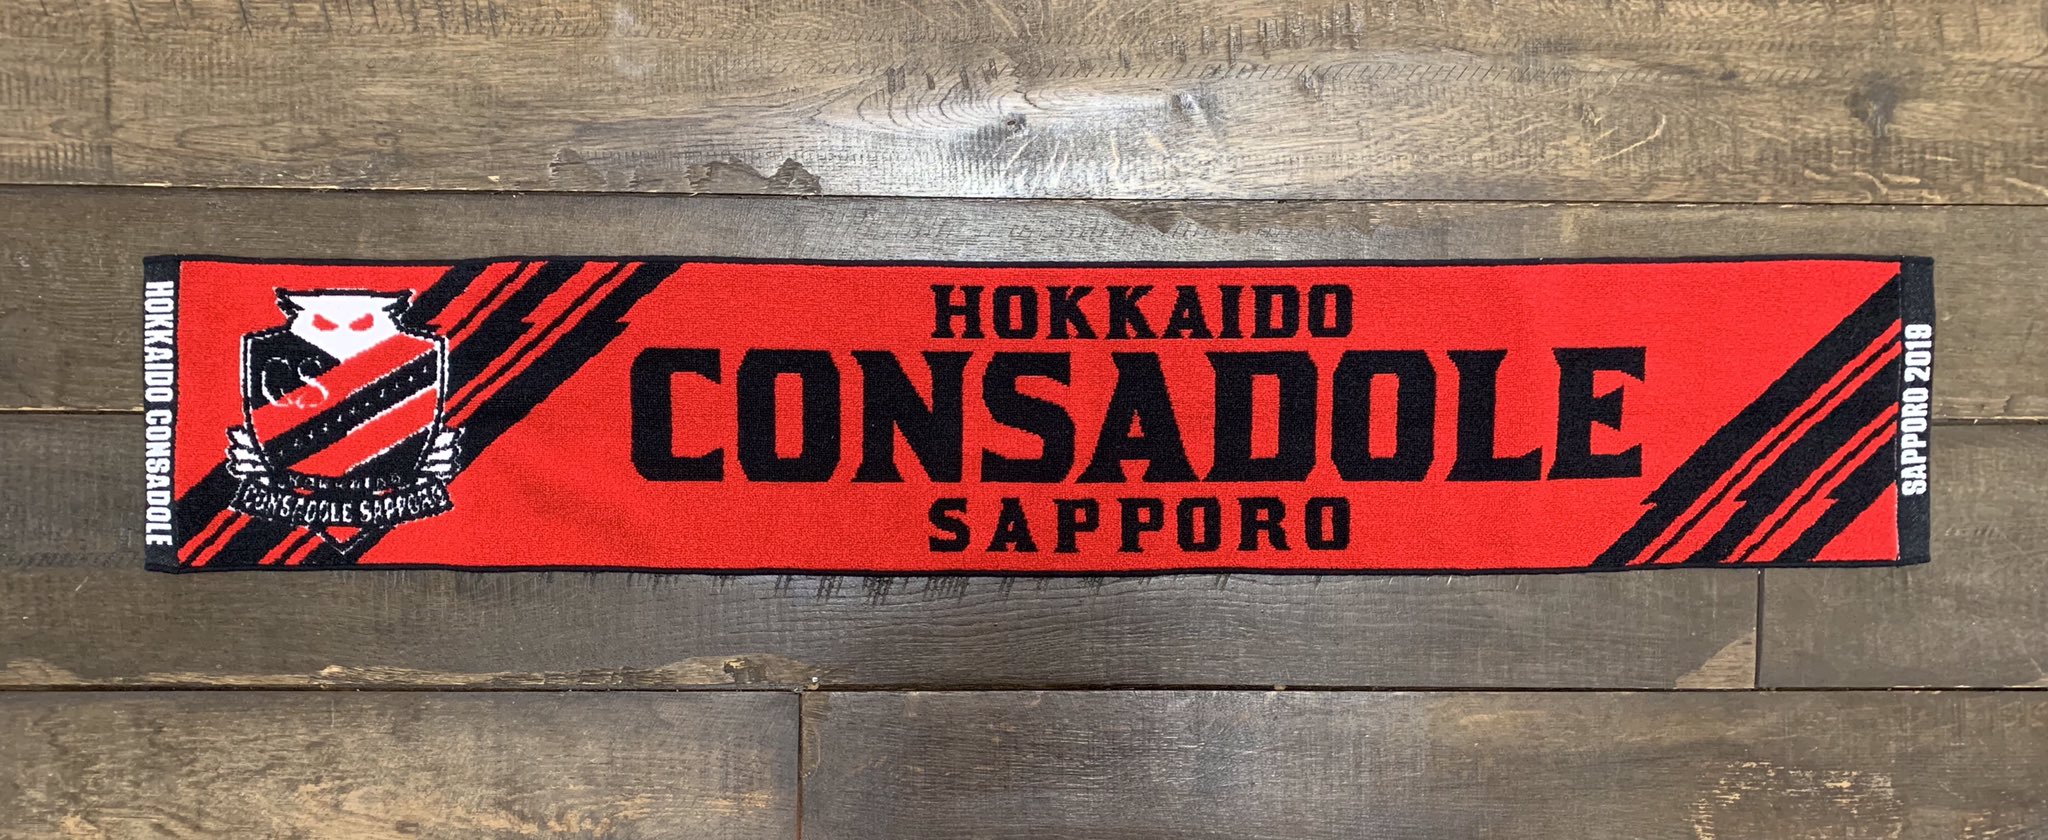 HOKKAIDO CONSADOLE
CS
CONSADOLE SAPPORO
HOKKAIDO
CONSADOLE
SAPPORO
SAPPORO 2019